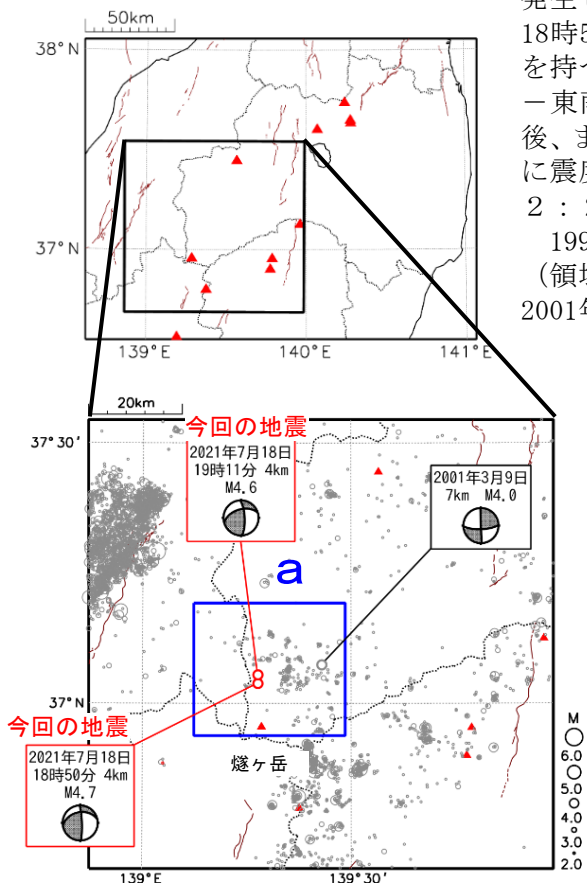 50km
38°N
37°N
139°E
140°E
141°E
発生
18時5
を持つ
－東南
後、ま
に震度
２：
199
（領域
2001年
20km
今回の地震
2021年7月18日
19時11分 4km
M4.6
37°30'
2001年3月9日
7km M4.0
a
37°N
今回の地震
2021年7月18日
18時50分 4km
M4.7
燧ヶ岳
M
6.0
5.0
4.0
3.0
2.0
139°E
139°30'